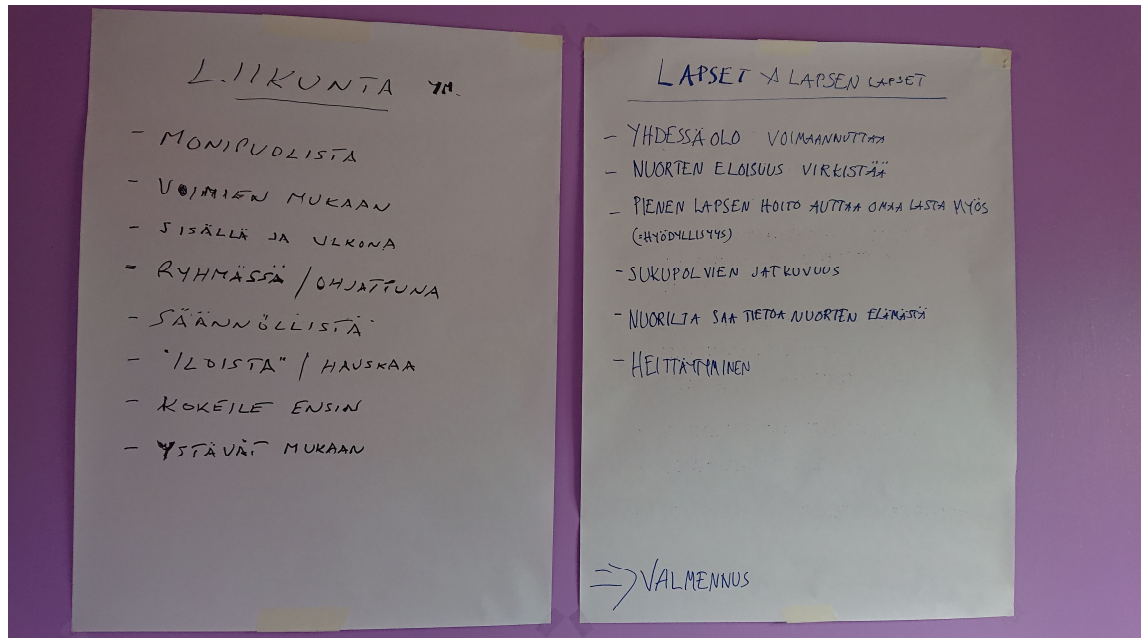 LIIKUNTA YM.
- MONIPUOLISTA
- VOIMIEN MUKAAN
- SISÄLLÄ JA ULKONA
- RYHMÄSSÄ / OHJATTUNA
- SÄÄNNÖLLISTÄ
- "ILOISTA" / HAUSKAA
- KOKEILE ENSIN
- YSTÄVÄT MUKAAN
LAPSET JA LAPSEN LAPSET
- YHDESSÄOLO VOIMAANNUTTAA
- NUORTEN ELOISUUS VIRKISTÄÄ
- PIENEN LAPSEN HOITO AUTTAA OMAA LASTA MYÖS
(=HYÖDYLLISYYS)
- SUKUPOLVIEN JATKUVUUS
- NUORILTA SAA TIETOA NUORTEN ELÄMÄSTÄ
- HEITTÄYTYMINEN
=> VALMENNUS